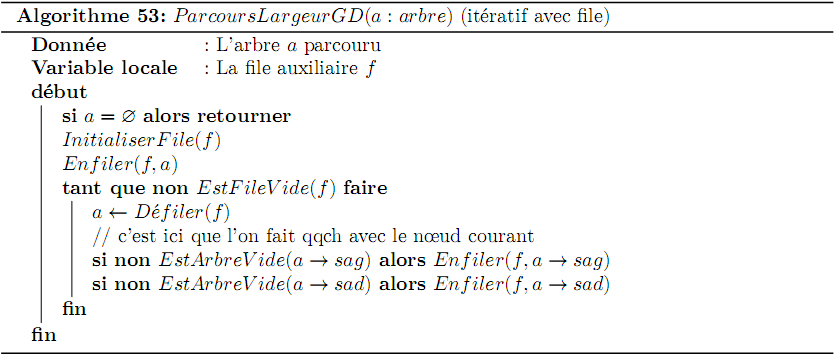 Algorithme 53: ParcoursLargeurGD(a : arbre) (itératif avec file)
Donnée : L'arbre a parcouru
Variable locale : La file auxiliaire f
début
si a = ∅ alors retourner
InitialiserFile(f)
Enfiler(f, a)
tant que non EstFileVide(f) faire
a ← Défiler(f)
// c'est ici que l'on fait qqch avec le nœud courant
si non EstArbreVide(a → sag) alors Enfiler(f, a → sag)
si non EstArbreVide(a → sad) alors Enfiler(f, a → sad)
fin
fin